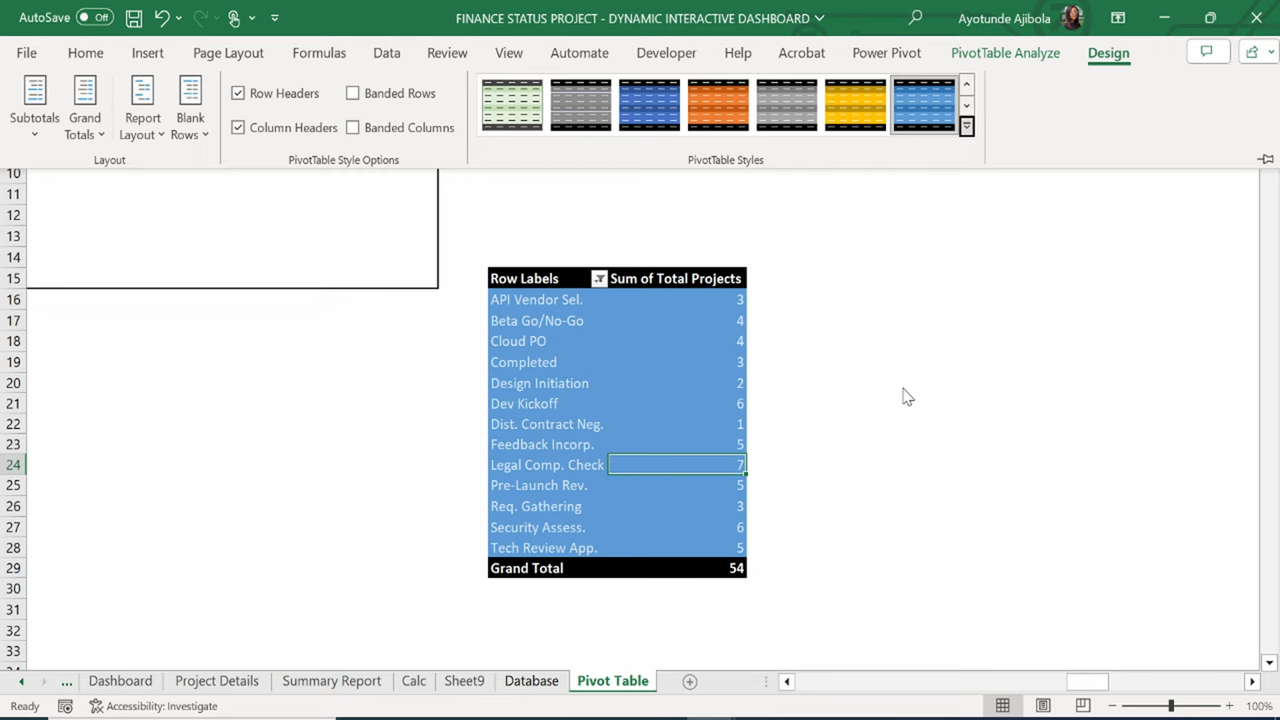 AutoSave Off FINANCE STATUS PROJECT - DYNAMIC INTERACTIVE DASHBOARD Ayotunde Ajibola
File Home Insert Page Layout Formulas Data Review View Automate Developer Help Acrobat Power Pivot PivotTable Analyze Design
Subtotals Grand Totals Report Layout Blank Rows
Row Headers Banded Rows
Column Headers Banded Columns
Layout PivotTable Style Options PivotTable Styles
10
11
12
13
14
15 Row Labels Sum of Total Projects
16 API Vendor Sel. 3
17 Beta Go/No-Go 4
18 Cloud PO 4
19 Completed 3
20 Design Initiation 2
21 Dev Kickoff 6
22 Dist. Contract Neg. 1
23 Feedback Incorp. 5
24 Legal Comp. Check 7
25 Pre-Launch Rev. 5
26 Req. Gathering 3
27 Security Assess. 6
28 Tech Review App. 5
29 Grand Total 54
30
31
32
33
... Dashboard Project Details Summary Report Calc Sheet9 Database Pivot Table
Ready Accessibility: Investigate 100%